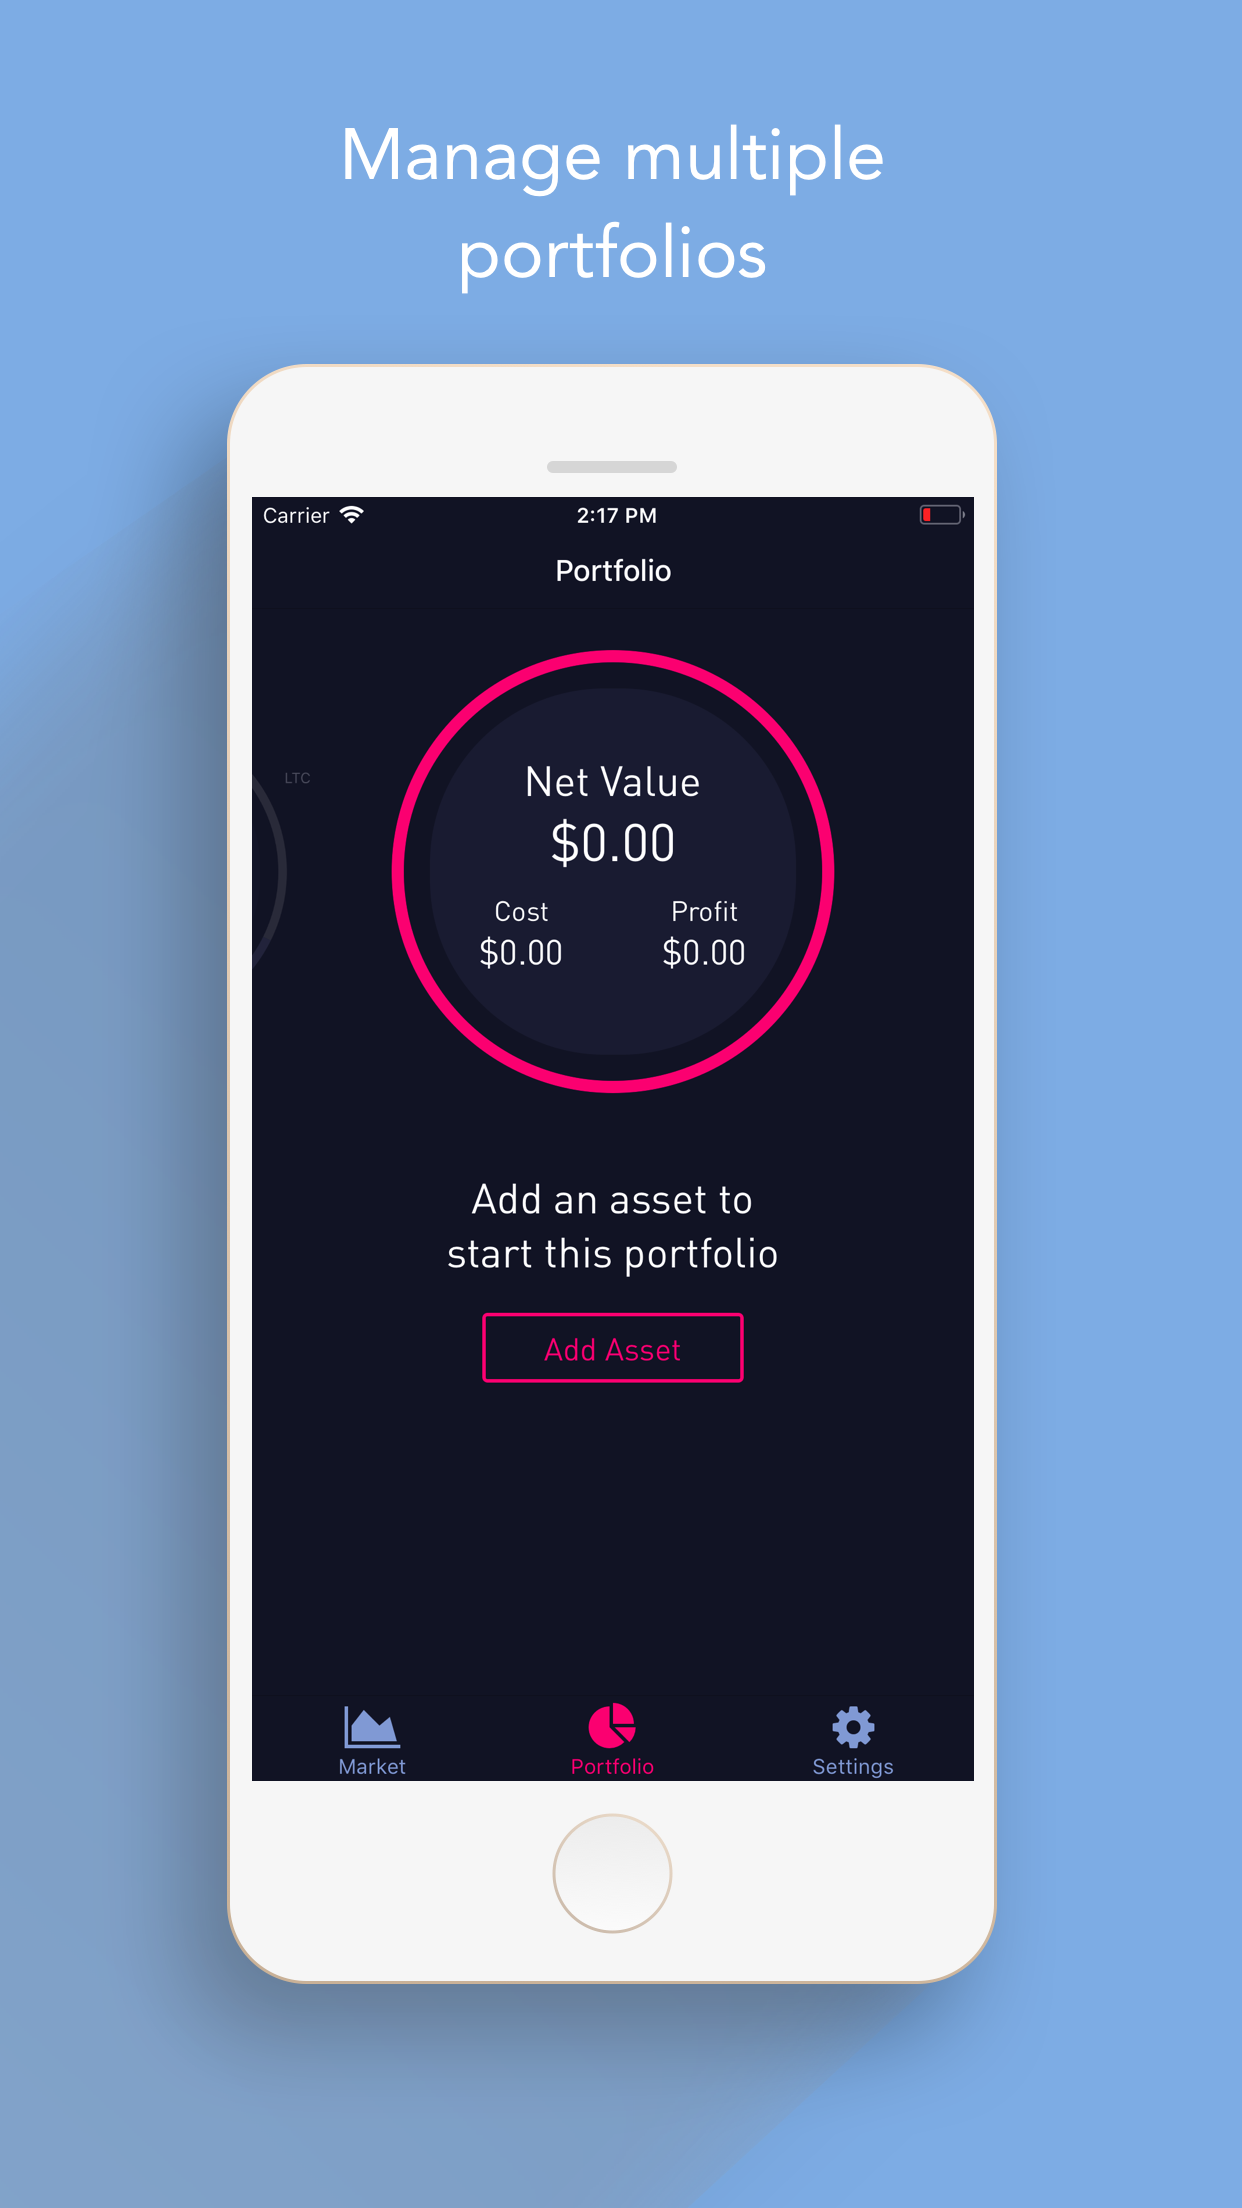 Manage multiple
portfolios
Carrier 2:17 PM
Portfolio
LTC
Net Value
$0.00
Cost Profit
$0.00 $0.00
Add an asset to
start this portfolio
Add Asset
Market Portfolio Settings